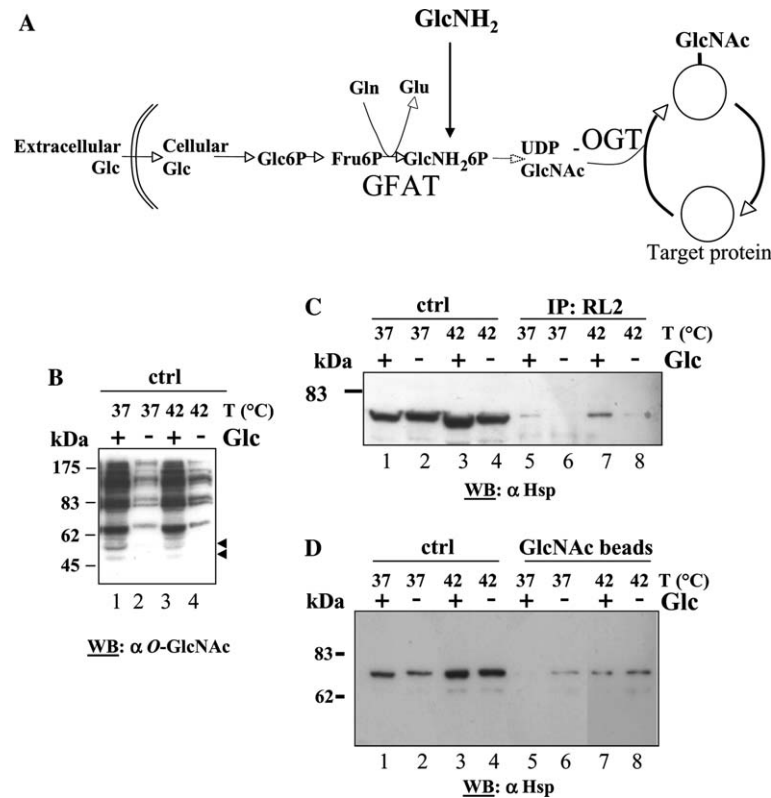 A
GlcNH2
GlcNAc
Gln Glu
Extracellular Glc
Cellular Glc
Glc6P
Fru6P
GlcNH26P
UDP GlcNAc
-OGT
GFAT
Target protein
B
ctrl
37 37 42 42 T (°C)
kDa + - + - Glc
175
83
62
45
1 2 3 4
WB: α O-GlcNAc
C
ctrl IP: RL2
37 37 42 42 37 37 42 42 T (°C)
kDa + - + - + - + - Glc
83
1 2 3 4 5 6 7 8
WB: α Hsp
D
ctrl GlcNAc beads
37 37 42 42 37 37 42 42 T (°C)
kDa + - + - + - + - Glc
83
62
1 2 3 4 5 6 7 8
WB: α Hsp